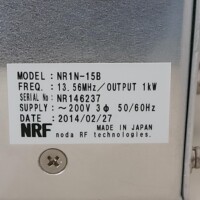 MODEL: NR1N-15B
FREQ. : 13.56MHz/OUTPUT 1kW
SERIAL No: NR146237
SUPPLY: ～200V 3ϕ 50/60Hz
DATE : 2014/02/27
NRF MADE IN JAPAN
noda RF technologies.